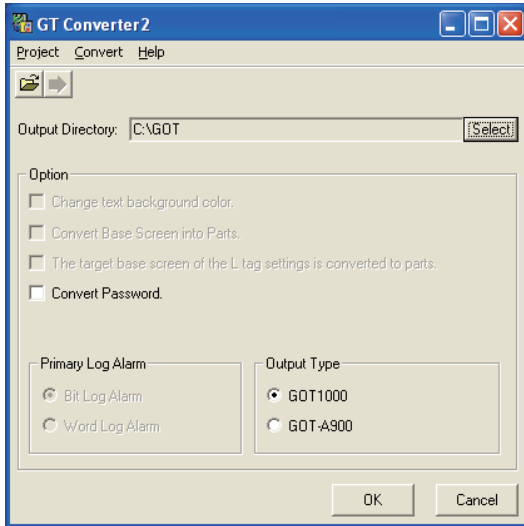 GT Converter2
Project Convert Help
Output Directory: C:\GOT Select
Option
Change text background color.
Convert Base Screen into Parts.
The target base screen of the L tag settings is converted to parts.
Convert Password.
Primary Log Alarm
Bit Log Alarm
Word Log Alarm
Output Type
GOT1000
GOT-A900
OK Cancel